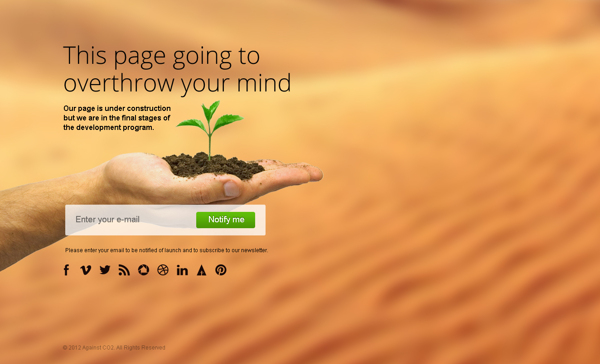 This page going to
overthrow your mind
Our page is under construction
but we are in the final stages of
the development program.
Enter your e-mail
Notify me
Please enter your email to be notified of launch and to subscribe to our newsletter.
© 2012 Against CO2. All Rights Reserved